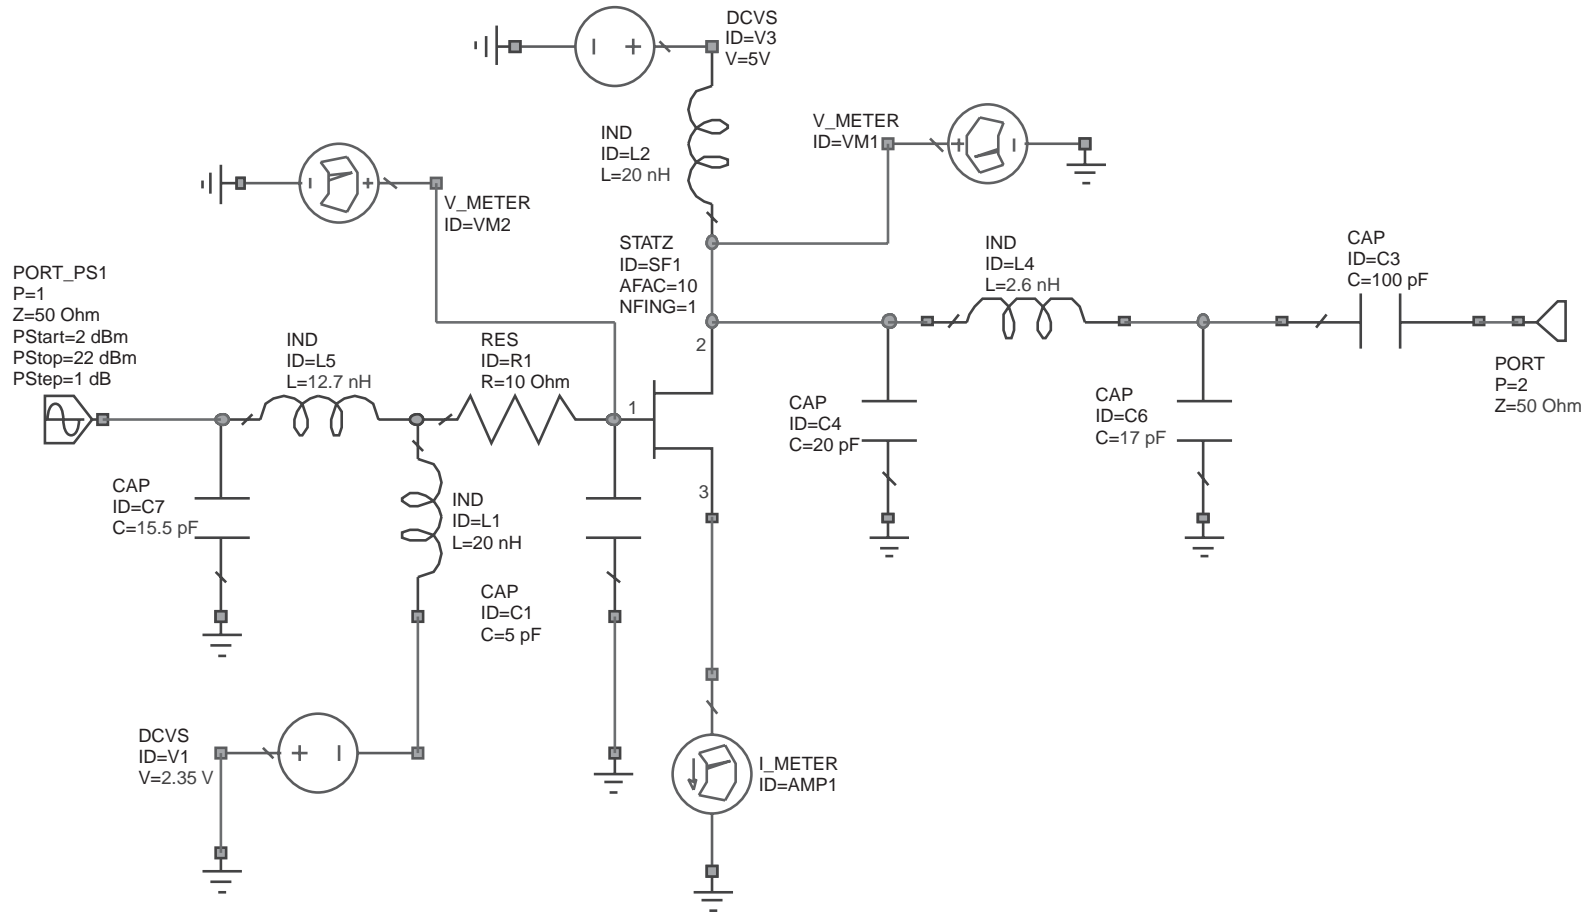 DCVS
ID=V3
V=5V
IND
ID=L2
L=20 nH
V_METER
ID=VM1
V_METER
ID=VM2
STATZ
ID=SF1
AFAC=10
NFING=1
IND
ID=L4
L=2.6 nH
CAP
ID=C3
C=100 pF
PORT_PS1
P=1
Z=50 Ohm
PStart=2 dBm
PStop=22 dBm
PStep=1 dB
IND
ID=L5
L=12.7 nH
RES
ID=R1
R=10 Ohm
2
1
3
PORT
P=2
Z=50 Ohm
CAP
ID=C4
C=20 pF
CAP
ID=C6
C=17 pF
CAP
ID=C7
C=15.5 pF
IND
ID=L1
L=20 nH
CAP
ID=C1
C=5 pF
DCVS
ID=V1
V=2.35 V
I_METER
ID=AMP1